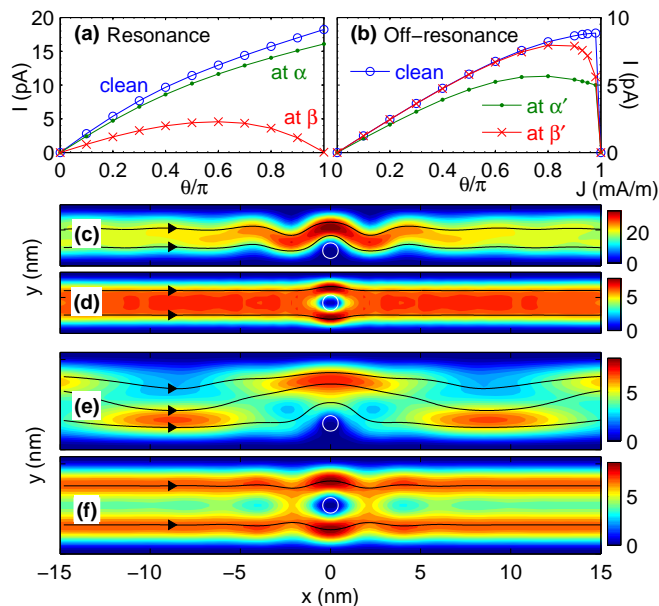 20
15
10
5
0
I (pA)
(a) Resonance
clean
at α
at β
0 0.2 0.4 0.6 0.8 1
θ/π
(b) Off−resonance
clean
at α′
at β′
0.2 0.4 0.6 0.8 1
θ/π
10
5
0
I (pA)
J (mA/m)
y (nm)
(c)
20
0
(d)
5
0
y (nm)
(e)
5
0
(f)
5
0
−15 −10 −5 0 5 10 15
x (nm)